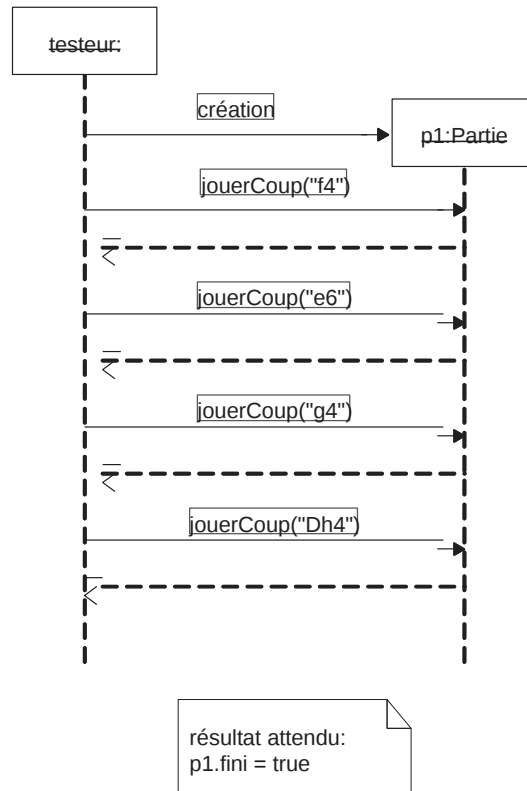 testeur:
création
p1:Partie
jouerCoup("f4")
jouerCoup("e6")
jouerCoup("g4")
jouerCoup("Dh4")
résultat attendu:
p1.fini = true